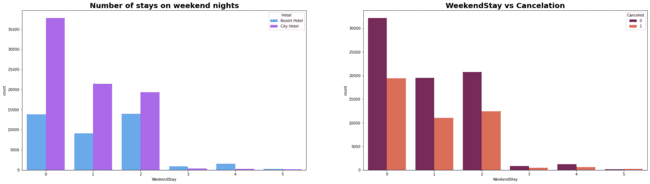 Number of stays on weekend nights
Hotel
Resort Hotel
City Hotel
35000
30000
25000
20000
15000
10000
5000
0
count
0 1 2 3 4 5
WeekendStay
WeekendStay vs Cancelation
Canceled
0
1
30000
25000
20000
15000
10000
5000
0
count
0 1 2 3 4 5
WeekendStay